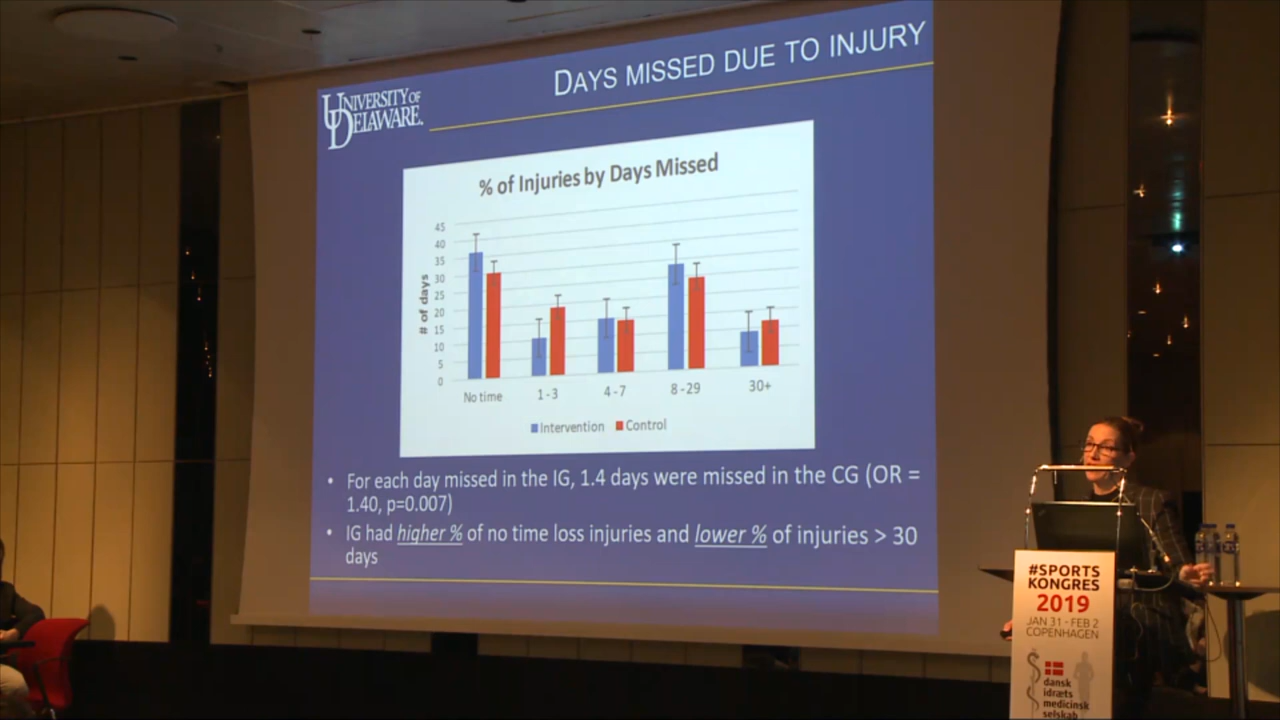 DAYS MISSED DUE TO INJURY
UNIVERSITY OF
DELAWARE.
% of Injuries by Days Missed
# of days
45
40
35
30
25
20
15
10
5
0
No time
1 - 3
4 - 7
8 - 29
30+
Intervention
Control
• For each day missed in the IG, 1.4 days were missed in the CG (OR =
1.40, p=0.007)
• IG had higher % of no time loss injuries and lower % of injuries > 30
days
#SPORTS
KONGRES
2019
JAN 31 - FEB 2
COPENHAGEN
dansk
idræts
medicinsk
selskab